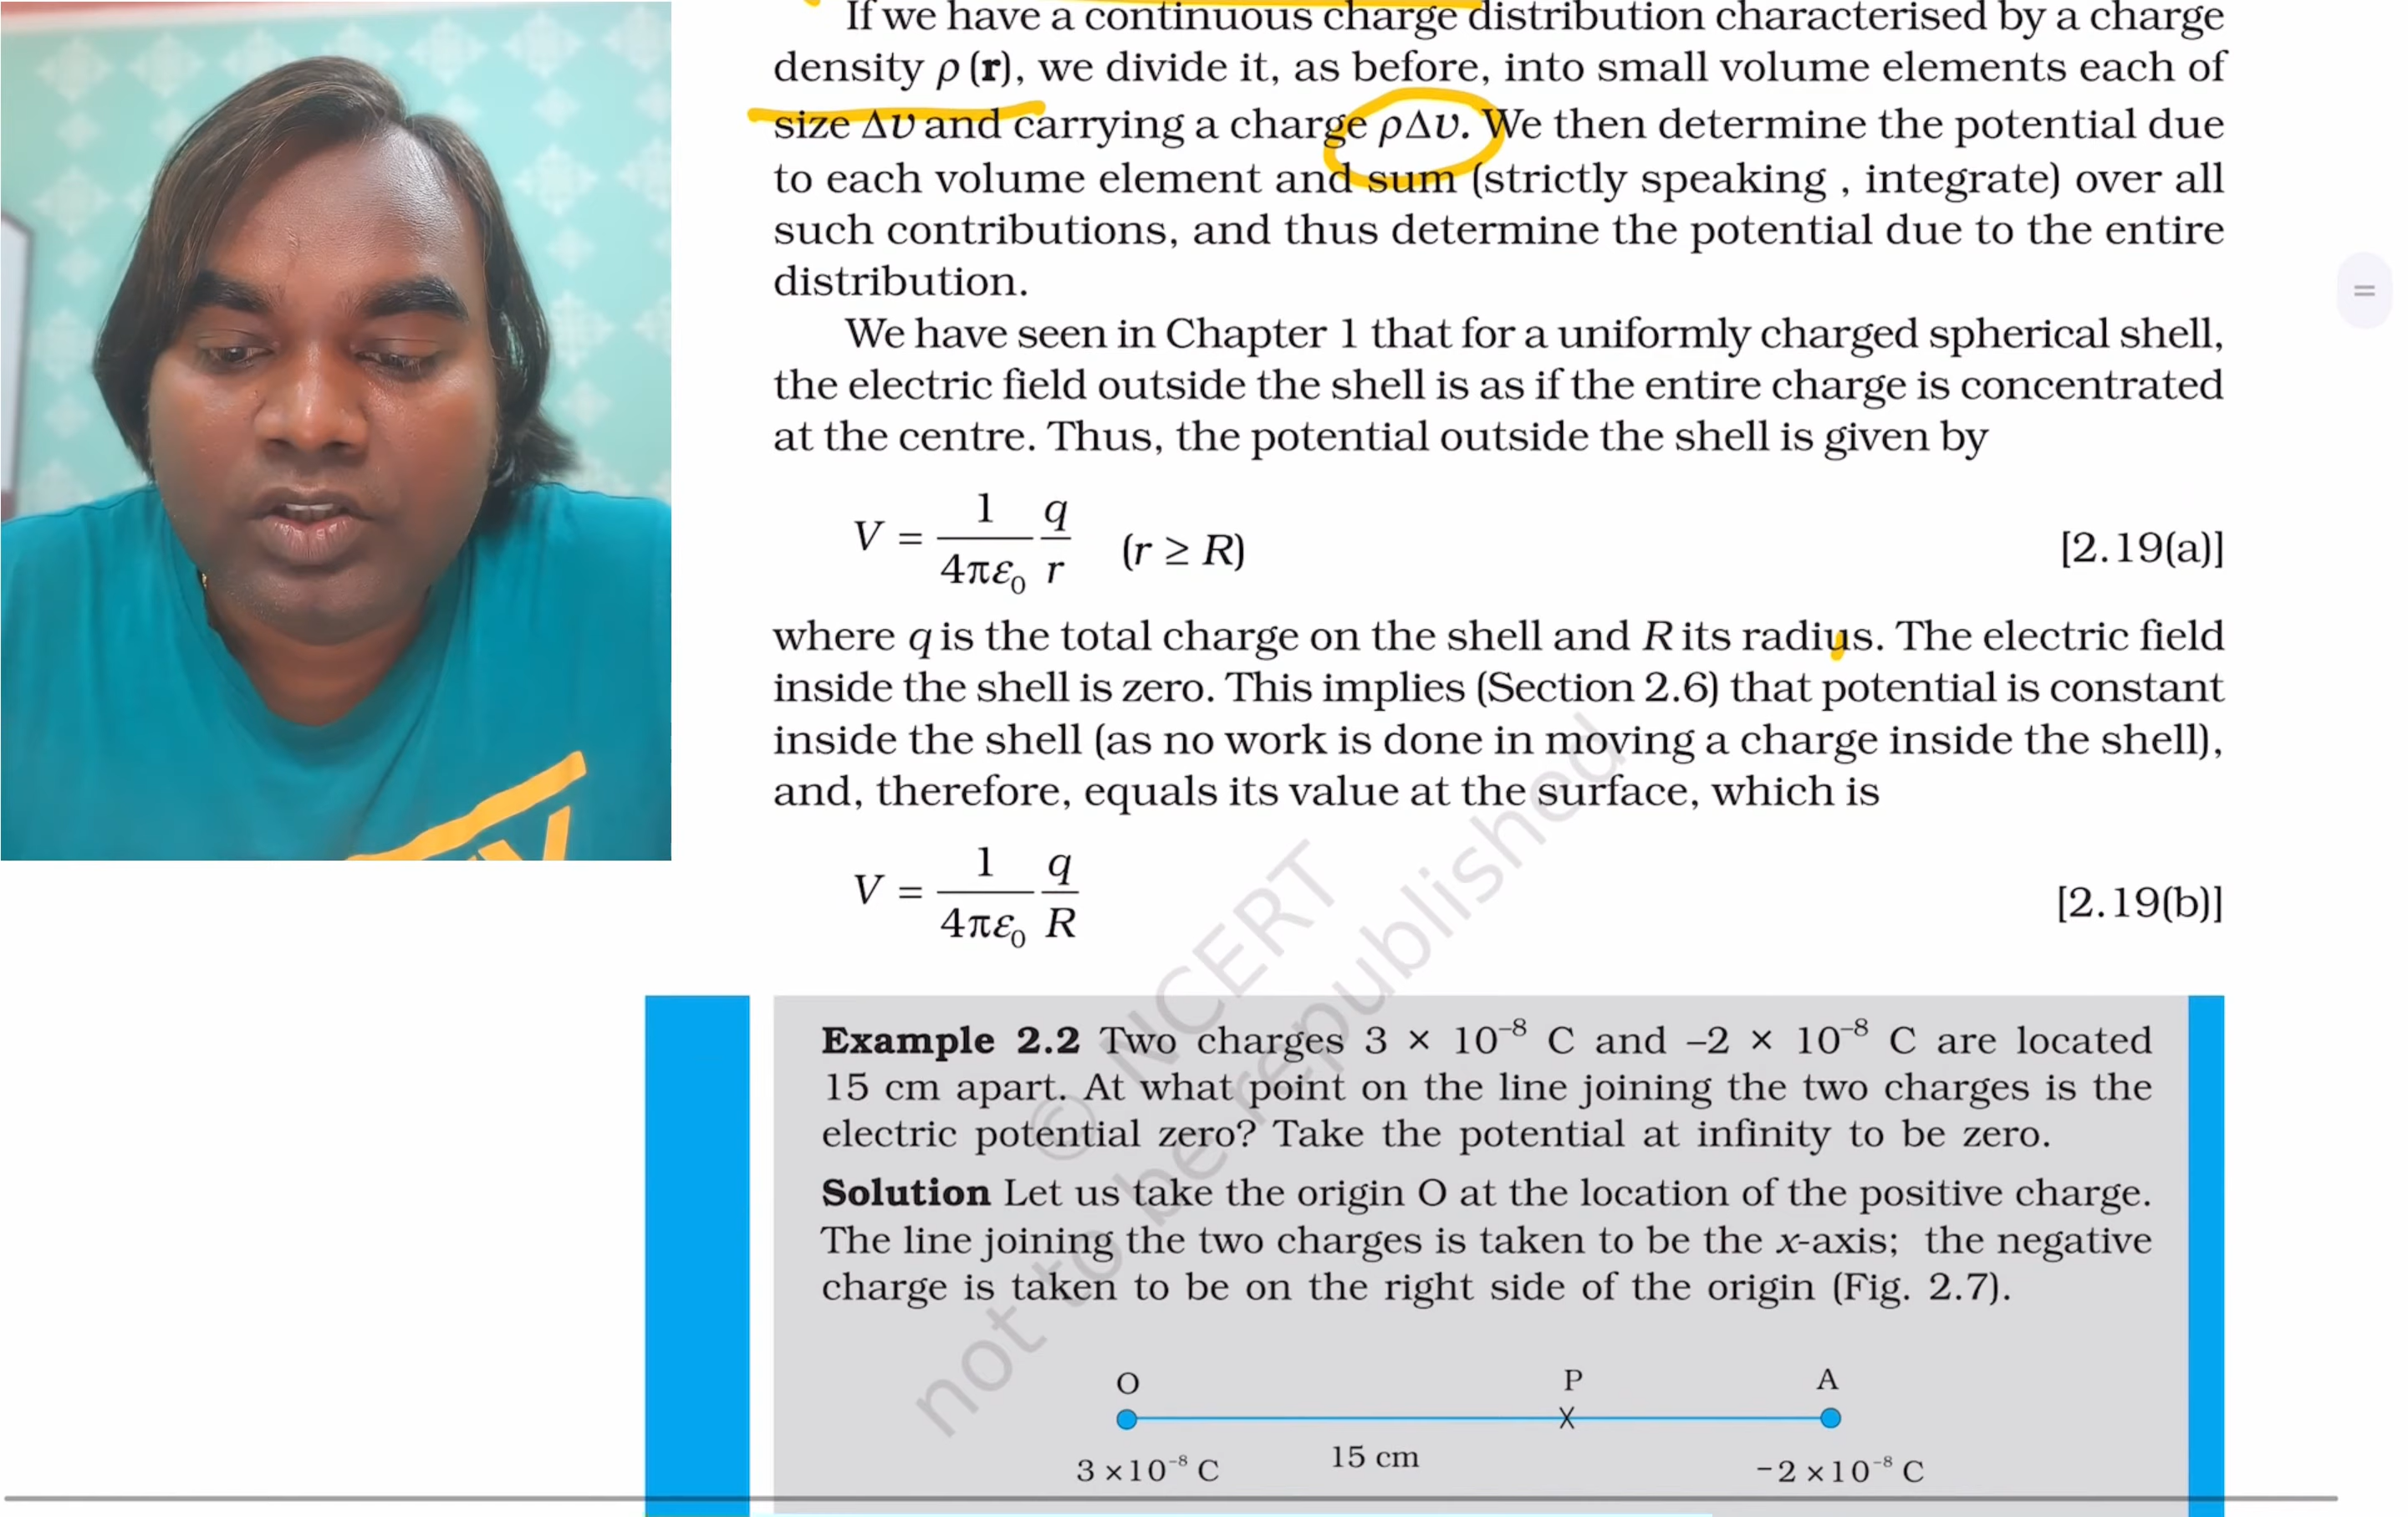 If we have a continuous charge distribution characterised by a charge
density ρ (r), we divide it, as before, into small volume elements each of
size Δv and carrying a charge ρΔv. We then determine the potential due
to each volume element and sum (strictly speaking , integrate) over all
such contributions, and thus determine the potential due to the entire
distribution.
We have seen in Chapter 1 that for a uniformly charged spherical shell,
the electric field outside the shell is as if the entire charge is concentrated
at the centre. Thus, the potential outside the shell is given by
V = 1/4πε₀ q/r (r ≥ R) [2.19(a)]
where q is the total charge on the shell and R its radius. The electric field
inside the shell is zero. This implies (Section 2.6) that potential is constant
inside the shell (as no work is done in moving a charge inside the shell),
and, therefore, equals its value at the surface, which is
V = 1/4πε₀ q/R [2.19(b)]
Example 2.2 Two charges 3 × 10⁻⁸ C and –2 × 10⁻⁸ C are located
15 cm apart. At what point on the line joining the two charges is the
electric potential zero? Take the potential at infinity to be zero.
Solution Let us take the origin O at the location of the positive charge.
The line joining the two charges is taken to be the x-axis; the negative
charge is taken to be on the right side of the origin (Fig. 2.7).
O P A
X
15 cm
3 ×10⁻⁸ C –2 ×10⁻⁸ C
© NCERT
not to be republished